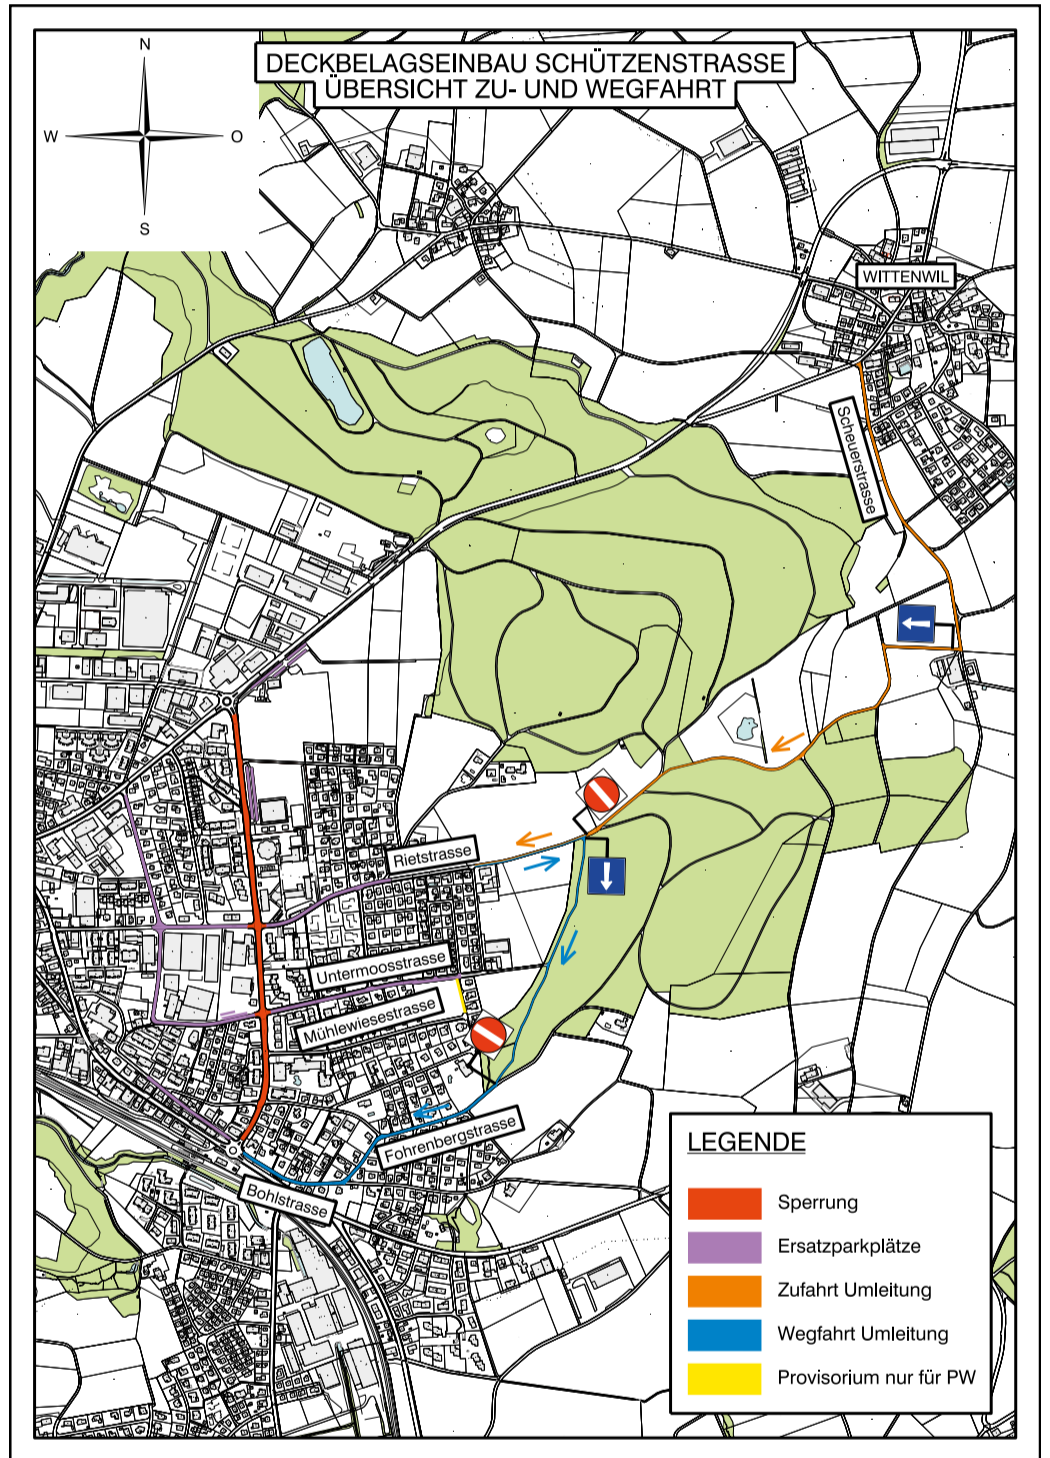 DECKBELAGSEINBAU SCHÜTZENSTRASSE
ÜBERSICHT ZU- UND WEGFAHRT
N
W
O
S
WITTENWIL
Scheuerstrasse
Rietstrasse
Untermoosstrasse
Mühlewiesestrasse
Fohrenbergstrasse
Bohlstrasse
LEGENDE
Sperrung
Ersatzparkplätze
Zufahrt Umleitung
Wegfahrt Umleitung
Provisorium nur für PW